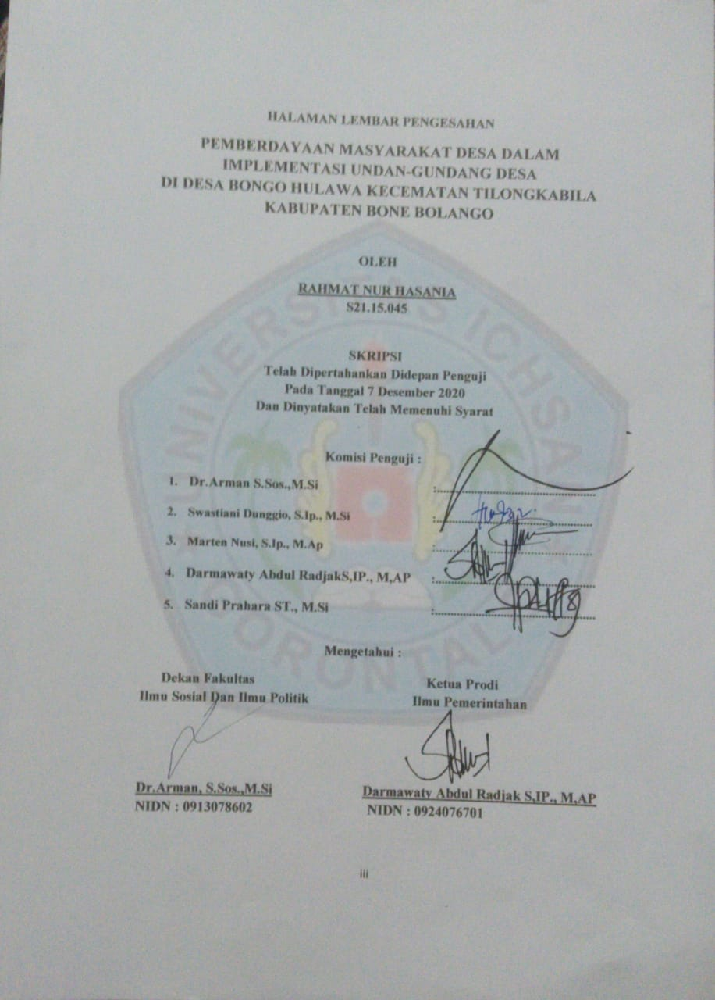 HALAMAN LEMBAR PENGESAHAN
PEMBERDAYAAN MASYARAKAT DESA DALAM
IMPLEMENTASI UNDAN-GUNDANG DESA
DI DESA BONGO HULAWA KECEMATAN TILONGKABILA
KABUPATEN BONE BOLANGO
OLEH
RAHMAT NUR HASANIA
S21.15.045
SKRIPSI
Telah Dipertahankan Didepan Penguji
Pada Tanggal 7 Desember 2020
Dan Dinyatakan Telah Memenuhi Syarat
Komisi Penguji :
1. Dr.Arman S.Sos.,M.Si :
2. Swastiani Dunggio, S.Ip., M.Si :
3. Marten Nusi, S.Ip., M.Ap :
4. Darmawaty Abdul RadjakS,IP., M,AP :
5. Sandi Prahara ST., M.Si :
Mengetahui :
Dekan Fakultas
Ilmu Sosial Dan Ilmu Politik
Dr.Arman, S.Sos.,M.Si
NIDN : 0913078602
Ketua Prodi
Ilmu Pemerintahan
Darmawaty Abdul Radjak S,IP., M,AP
NIDN : 0924076701
iii
UNIVERSITAS ICHSAN
GORONTALO